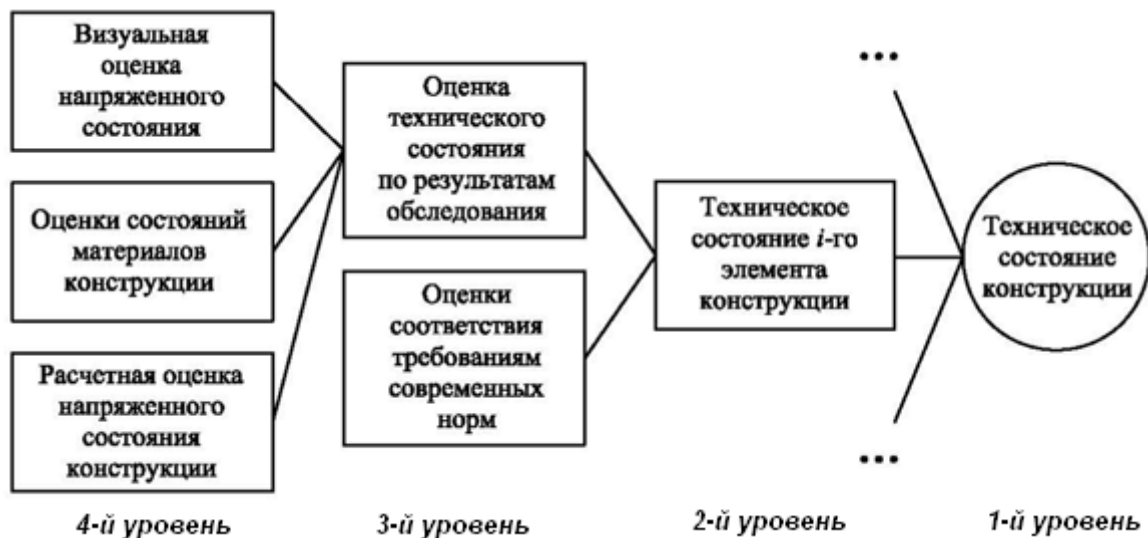 Визуальная
оценка
напряженного
состояния
Оценки состояний
материалов
конструкции
Расчетная оценка
напряженного
состояния
конструкции
4-й уровень
Оценка
технического
состояния
по результатам
обследования
Оценки
соответствия
требованиям
современных
норм
3-й уровень
...
Техническое
состояние i-го
элемента
конструкции
...
2-й уровень
Техническое
состояние
конструкции
1-й уровень